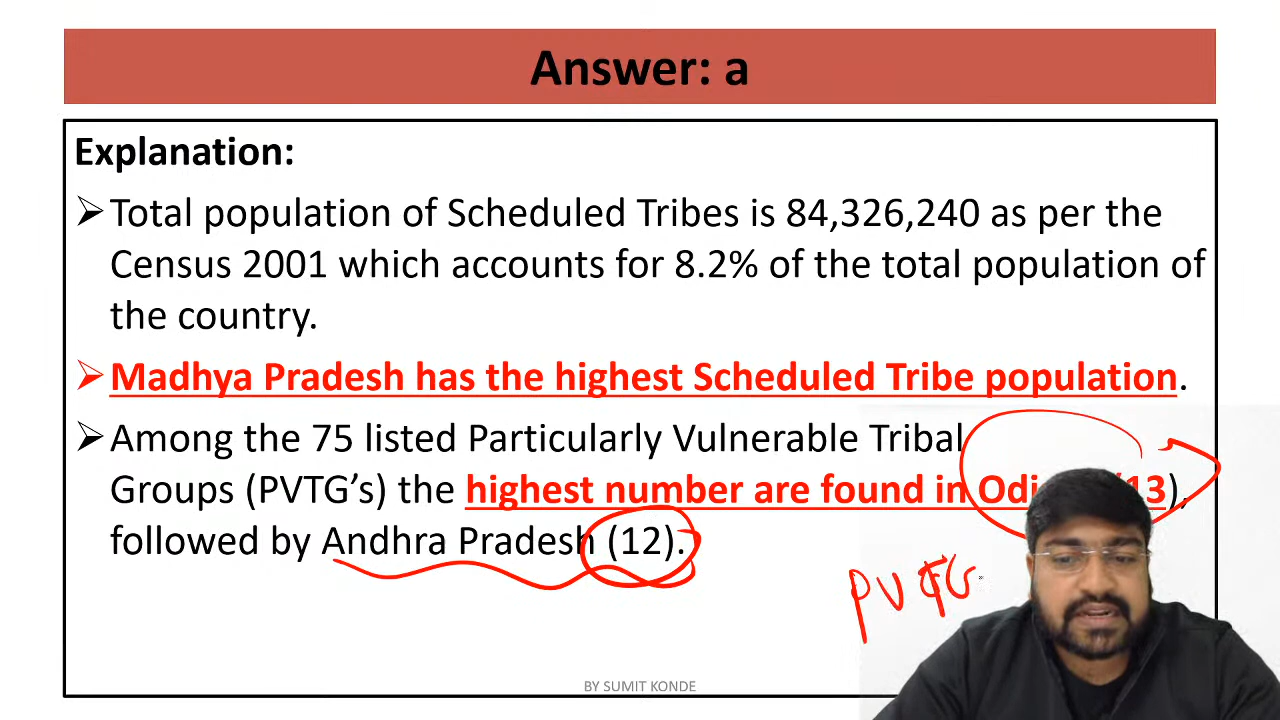 Answer: a
Explanation:
➢ Total population of Scheduled Tribes is 84,326,240 as per the
Census 2001 which accounts for 8.2% of the total population of
the country.
➢ Madhya Pradesh has the highest Scheduled Tribe population.
➢ Among the 75 listed Particularly Vulnerable Tribal
Groups (PVTG’s) the highest number are found in 13),
followed by Andhra Pradesh (12).
PVTG
BY SUMIT KONDE